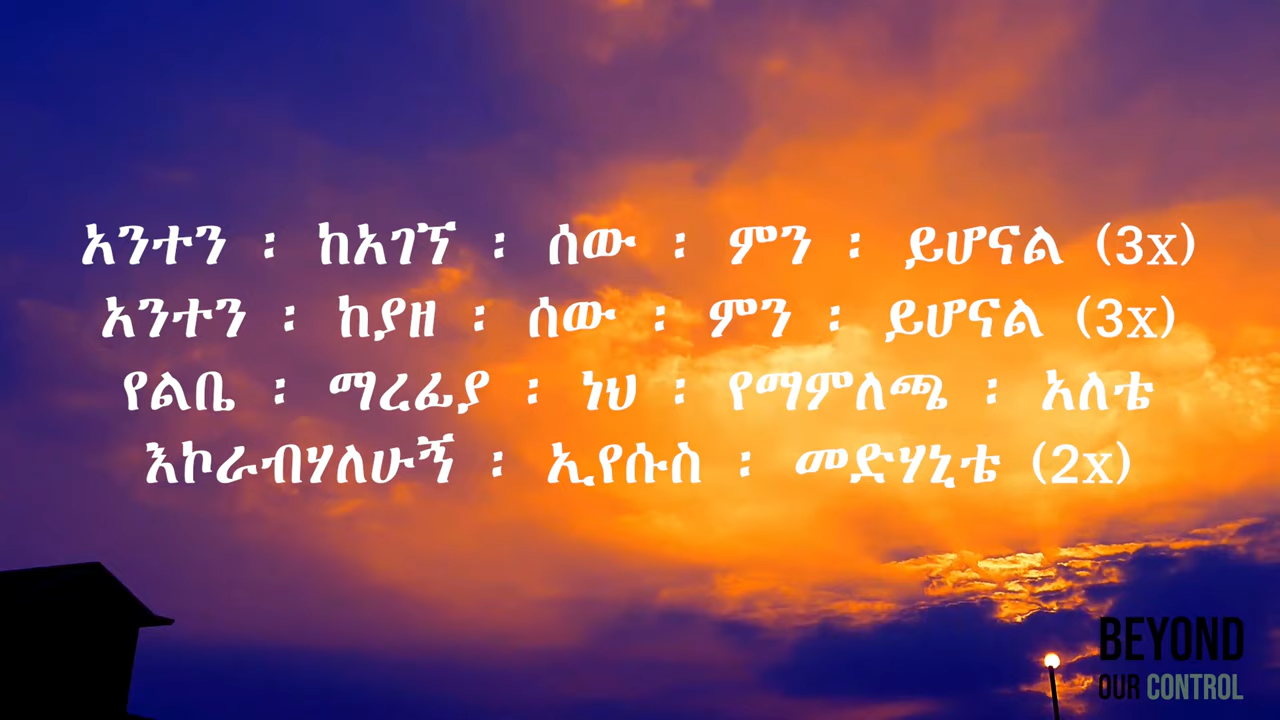 አንተን ፡ ከአገኘ ፡ ሰው ፡ ምን ፡ ይሆናል (3x)
አንተን ፡ ከያዘ ፡ ሰው ፡ ምን ፡ ይሆናል (3x)
የልቤ ፡ ማረፊያ ፡ ነህ ፡ የማምለጫ ፡ አለቴ
እኮራብሃለሁኝ ፡ ኢየሱስ ፡ መድሃኒቴ (2x)
BEYOND
OUR CONTROL